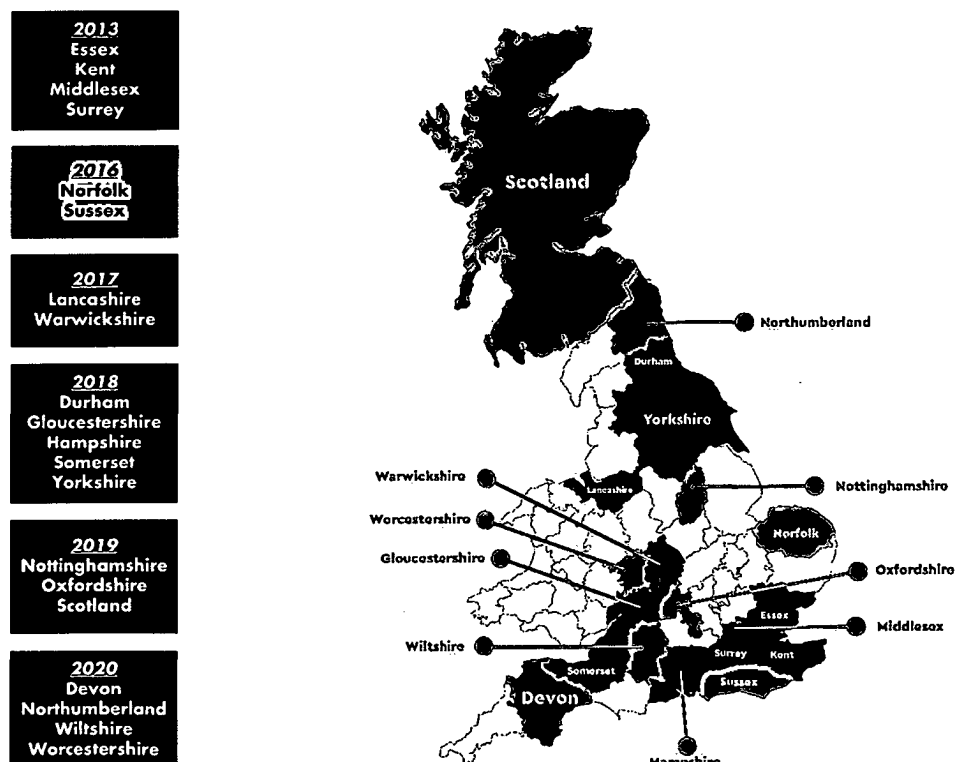 2013
Essex
Kent
Middlesex
Surrey
2016
Norfolk
Sussex
2017
Lancashire
Warwickshire
2018
Durham
Gloucestershire
Hampshire
Somerset
Yorkshire
2019
Nottinghamshire
Oxfordshire
Scotland
2020
Devon
Northumberland
Wiltshire
Worcestershire
Scotland
Northumberland
Durham
Yorkshire
Warwickshire
Lancashire
Nottinghamshire
Worcestershire
Norfolk
Gloucestershire
Oxfordshire
Essex
Middlesex
Wiltshire
Surrey
Kent
Somerset
Sussex
Devon
Hampshire